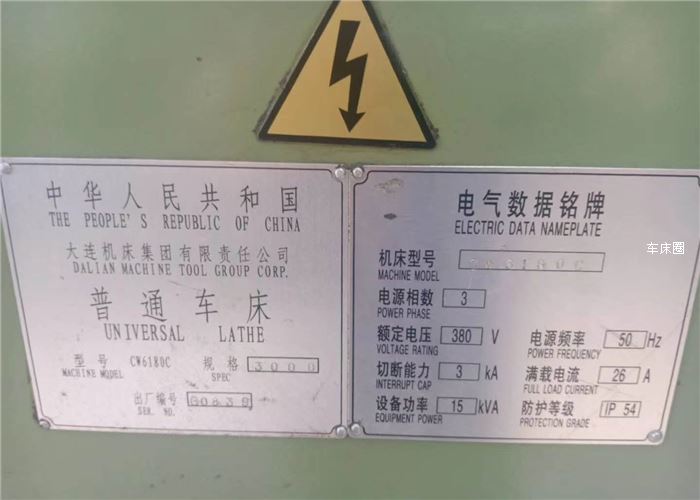 中华人民共和国
THE PEOPLE'S REPUBLIC OF CHINA
大连机床集团有限责任公司
DALIAN MACHINE TOOL GROUP CORP.
普通车床
UNIVERSAL LATHE
型号 CW6180C 规格 3000
MACHINE MODEL SPEC
出厂编号
SER. NO.
电气数据铭牌
ELECTRIC DATA NAMEPLATE
机床型号
MACHINE MODEL
电源相数 3
POWER PHASE
额定电压 380 V 电源频率 50 Hz
VOLTAGE RATING POWER FREQUENCY
切断能力 3 kA 满载电流 26 A
INTERRUPT CAP FULL LOAD CURRENT
设备功率 15 kVA 防护等级 IP 54
EQUIPMENT POWER PROTECTION GRADE
车床圈